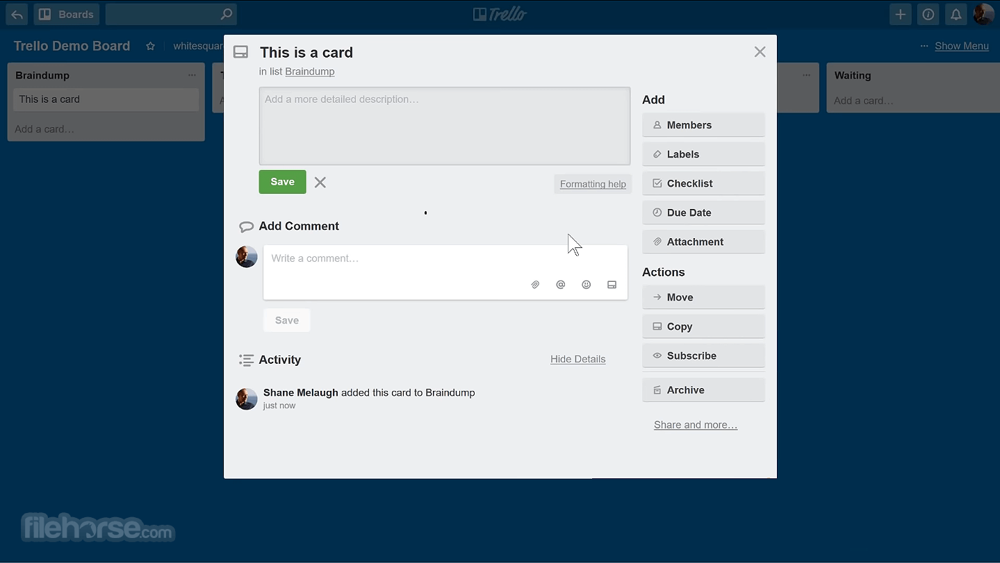 Boards
Trello
Trello Demo Board
whitesquar
Show Menu
Braindump
This is a card
Add a card…
Waiting
Add a card…
This is a card
in list Braindump
Add a more detailed description…
Save
Formatting help
Add Comment
Write a comment…
Save
Activity
Hide Details
Shane Melaugh added this card to Braindump
just now
Add
Members
Labels
Checklist
Due Date
Attachment
Actions
Move
Copy
Subscribe
Archive
Share and more…
filehorse.com